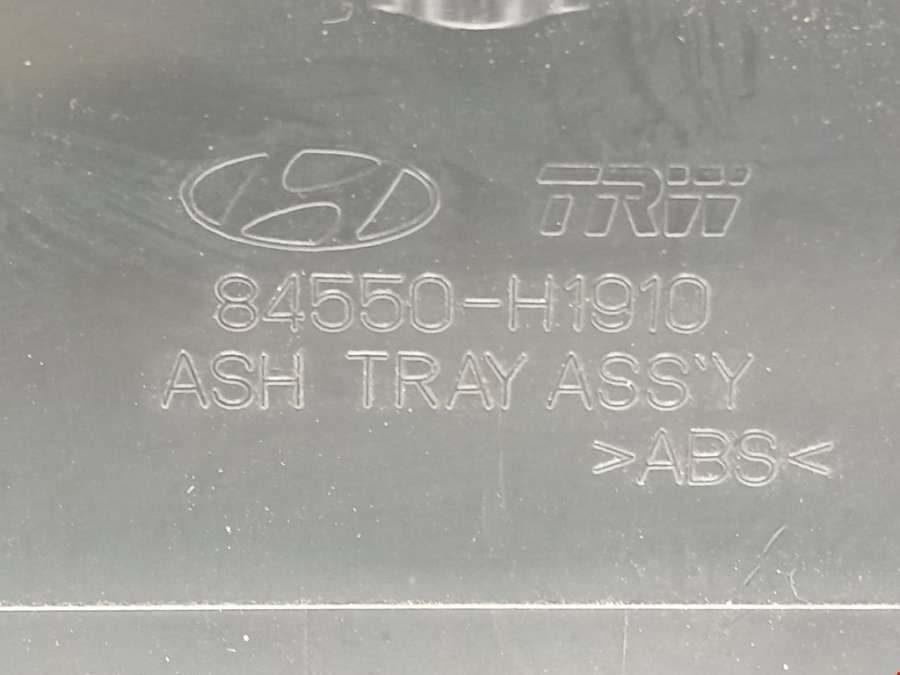 TRW
84550-H1910
ASH TRAY ASS'Y
>ABS<